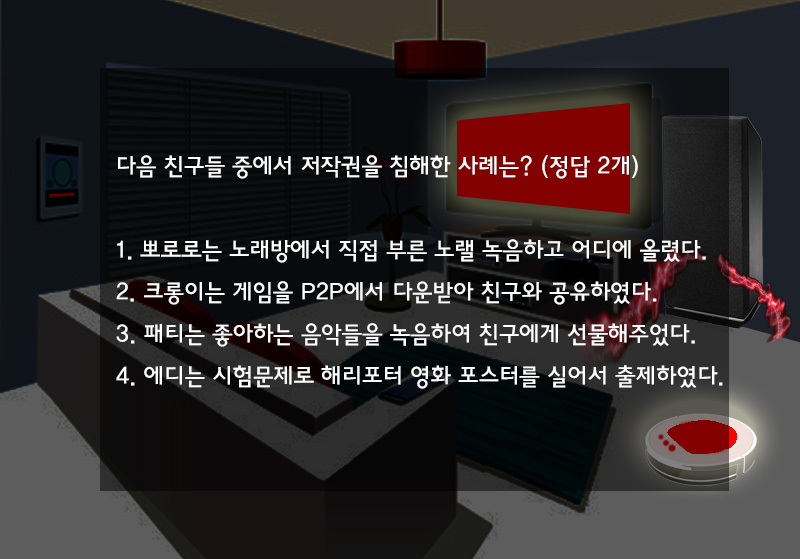 다음 친구들 중에서 저작권을 침해한 사례는? (정답 2개)
1. 뽀로로는 노래방에서 직접 부른 노랠 녹음하고 어디에 올렸다.
2. 크롱이는 게임을 P2P에서 다운받아 친구와 공유하였다.
3. 패티는 좋아하는 음악들을 녹음하여 친구에게 선물해주었다.
4. 에디는 시험문제로 해리포터 영화 포스터를 실어서 출제하였다.